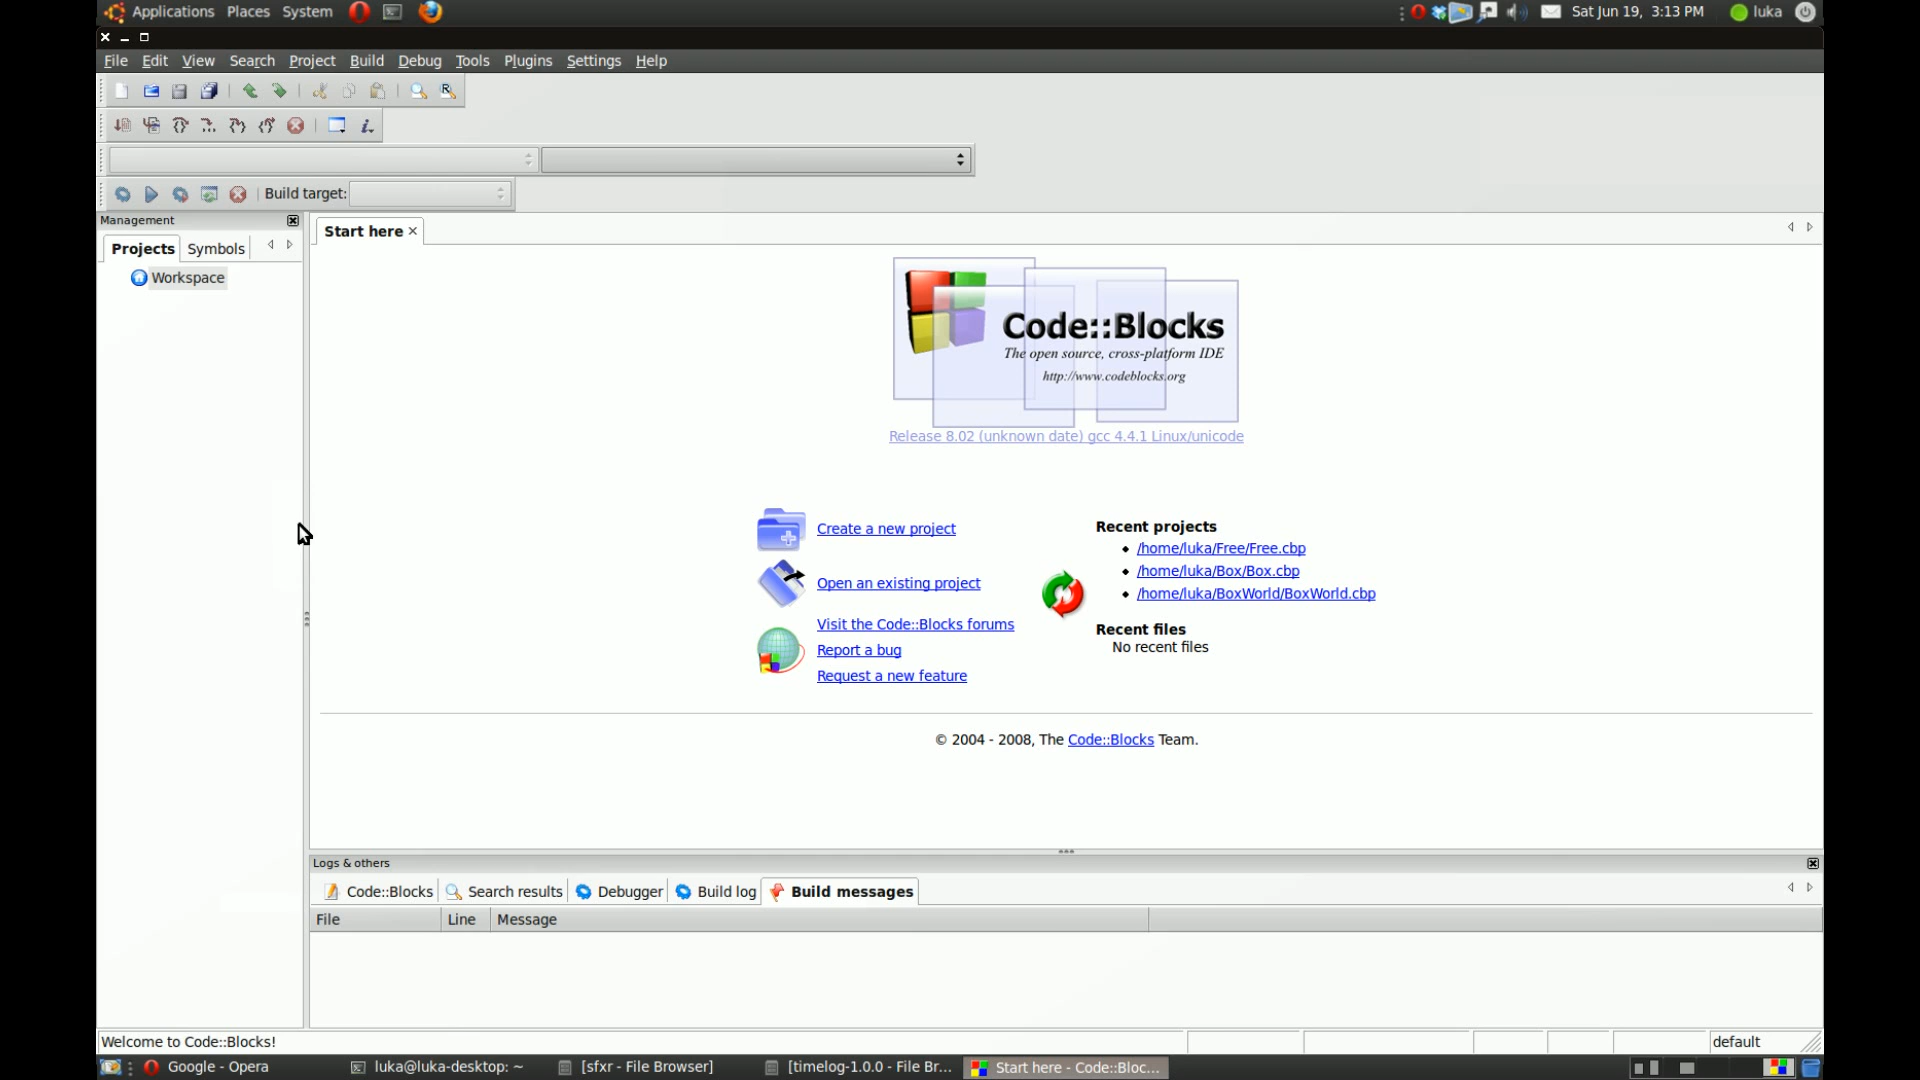 Applications Places System Sat Jun 19, 3:13 PM luka
File Edit View Search Project Build Debug Tools Plugins Settings Help
Build target:
Management
Start here
Projects Symbols
Workspace
Code::Blocks
The open source, cross-platform IDE
http://www.codeblocks.org
Release 8.02 (unknown date) gcc 4.4.1 Linux/unicode
Create a new project
Open an existing project
Visit the Code::Blocks forums
Report a bug
Request a new feature
Recent projects
/home/luka/Free/Free.cbp
/home/luka/Box/Box.cbp
/home/luka/BoxWorld/BoxWorld.cbp
Recent files
No recent files
© 2004 - 2008, The Code::Blocks Team.
Logs & others
Code::Blocks Search results Debugger Build log Build messages
File Line Message
Welcome to Code::Blocks! default
Google - Opera luka@luka-desktop: ~ [sfxr - File Browser] [timelog-1.0.0 - File Br... Start here - Code::Bloc...